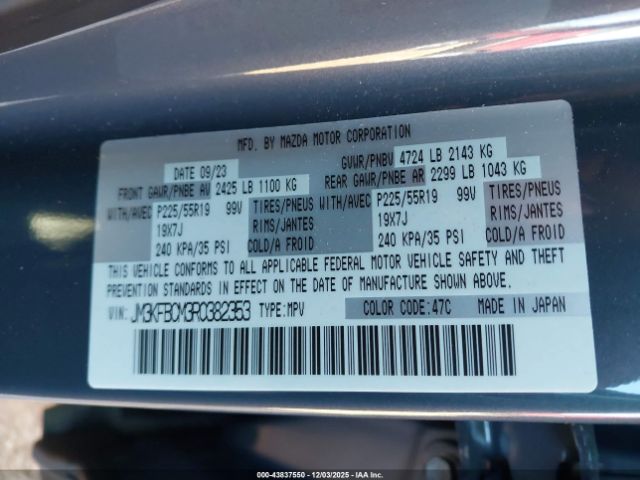 MFD. BY MAZDA MOTOR CORPORATION
DATE 09/23 GVWR/PNBV 4724 LB 2143 KG
FRONT GAWR/PNBE AV 2425 LB 1100 KG REAR GAWR/PNBE AR 2299 LB 1043 KG
WITH/AVEC P225/55R19 99V TIRES/PNEUS WITH/AVEC P225/55R19 99V TIRES/PNEUS
19X7J RIMS/JANTES 19X7J RIMS/JANTES
240 KPA/35 PSI COLD/A FROID 240 KPA/35 PSI COLD/A FROID
THIS VEHICLE CONFORMS TO ALL APPLICABLE FEDERAL MOTOR VEHICLE SAFETY AND THEFT
PREVENTION STANDARDS IN EFFECT ON THE DATE OF MANUFACTURE SHOWN ABOVE.
VIN: JM3KFBCM3R0382353 TYPE: MPV COLOR CODE: 47C MADE IN JAPAN
© IAA - 43837550 - 12/03/2025 - IAA, Inc.